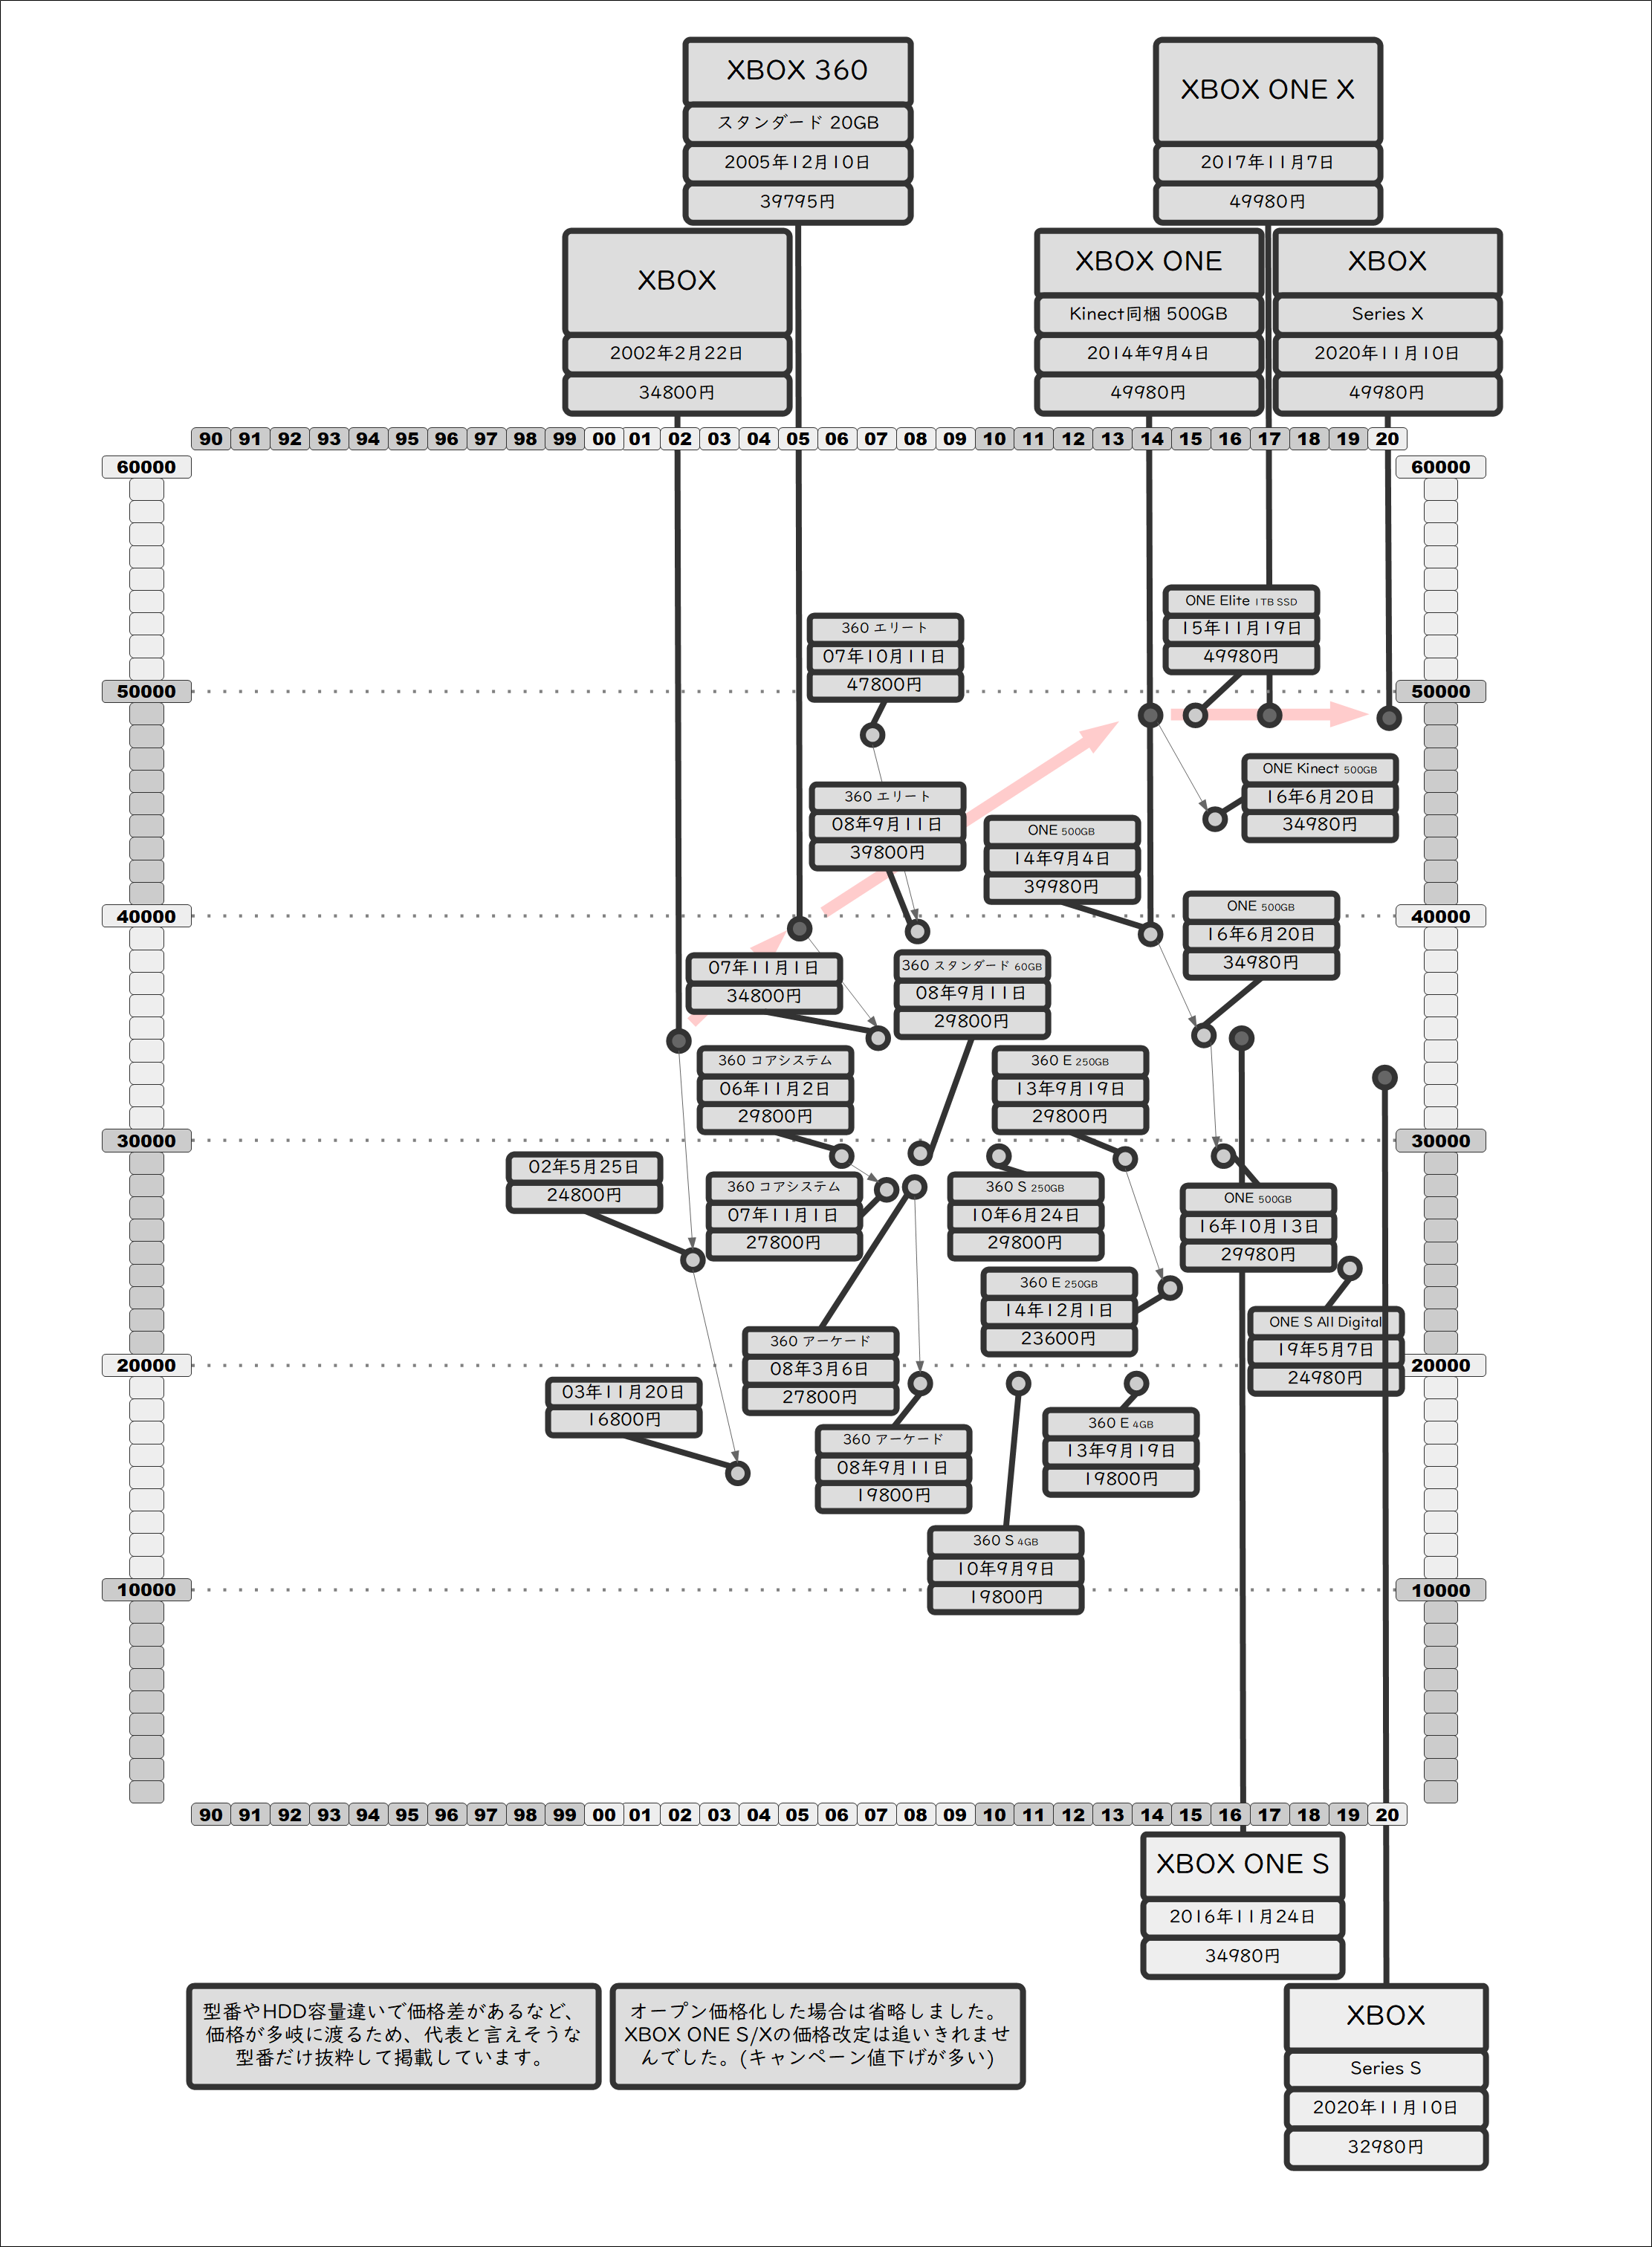 XBOX 360
スタンダード 20GB
2005年12月10日
39795円
XBOX ONE X
2017年11月7日
49980円
XBOX
2002年2月22日
34800円
XBOX ONE
Kinect同梱 500GB
2014年9月4日
49980円
XBOX
Series X
2020年11月10日
49980円
90 91 92 93 94 95 96 97 98 99 00 01 02 03 04 05 06 07 08 09 10 11 12 13 14 15 16 17 18 19 20
60000 60000
ONE Elite 1TB SSD
15年11月19日
49980円
360 エリート
07年10月11日
47800円
50000 50000
ONE Kinect 500GB
16年6月20日
34980円
360 エリート
08年9月11日
39800円
ONE 500GB
14年9月4日
39980円
ONE 500GB
16年6月20日
34980円
40000 40000
07年11月1日
34800円
360 スタンダード 60GB
08年9月11日
29800円
360 コアシステム
06年11月2日
29800円
360 E 250GB
13年9月19日
29800円
30000 30000
02年5月25日
24800円
360 コアシステム
07年11月1日
27800円
360 S 250GB
10年6月24日
29800円
ONE 500GB
16年10月13日
29980円
360 E 250GB
14年12月1日
23600円
ONE S All Digital
19年5月7日
24980円
360 アーケード
08年3月6日
27800円
20000 20000
03年11月20日
16800円
360 E 4GB
13年9月19日
19800円
360 アーケード
08年9月11日
19800円
360 S 4GB
10年9月9日
19800円
10000 10000
90 91 92 93 94 95 96 97 98 99 00 01 02 03 04 05 06 07 08 09 10 11 12 13 14 15 16 17 18 19 20
XBOX ONE S
2016年11月24日
34980円
型番やHDD容量違いで価格差があるなど、
価格が多岐に渡るため、代表と言えそうな
型番だけ抜粋して掲載しています。
オープン価格化した場合は省略しました。
XBOX ONE S/Xの価格改定は追いきれませ
んでした。(キャンペーン値下げが多い)
XBOX
Series S
2020年11月10日
32980円